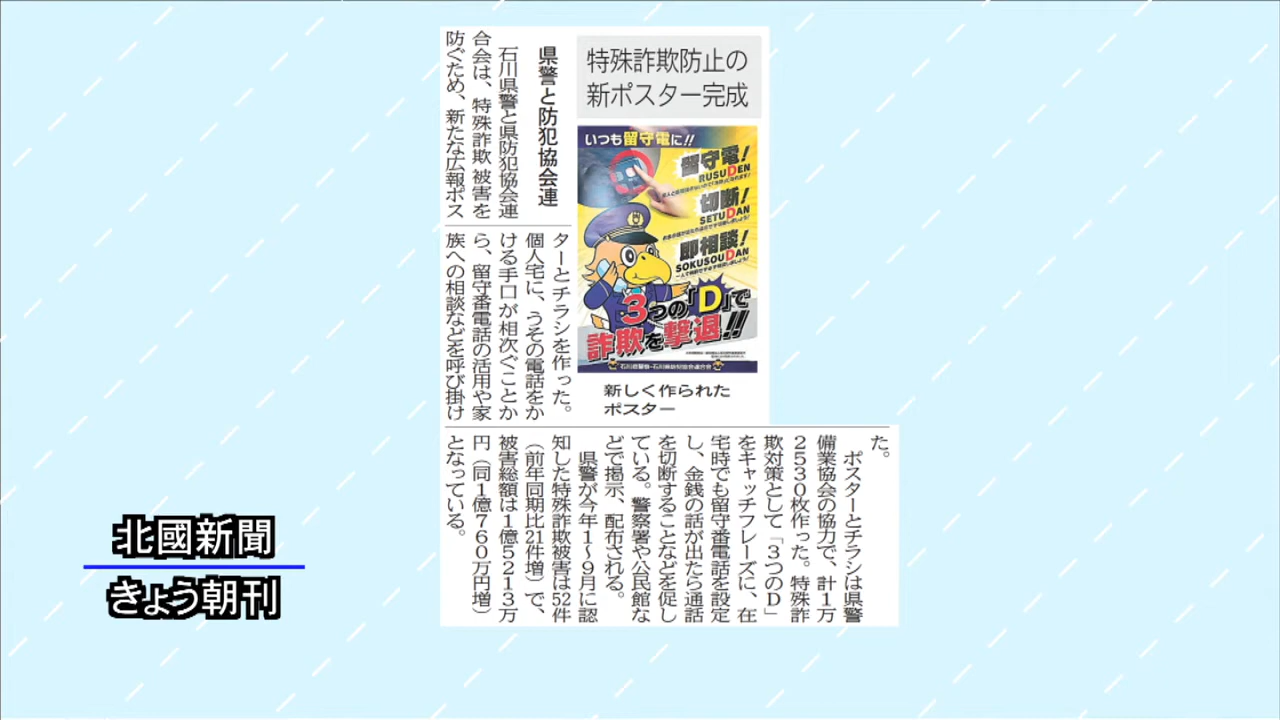 特殊詐欺防止の
新ポスター完成
県警と防犯協会連
石川県警と県防犯協会連
合会は、特殊詐欺被害を
防ぐため、新たな広報ポス
ターとチラシを作った。
個人宅に、うその電話をか
ける手口が相次ぐことか
ら、留守番電話の活用や家
族への相談などを呼び掛け
た。
ポスターとチラシは県警
備業協会の協力で、計1万
2530枚作った。特殊詐
欺対策として「3つのD」
をキャッチフレーズに、在
宅時でも留守番電話を設定
し、金銭の話が出たら通話
を切断することなどを促し
ている。警察署や公民館な
どで掲示、配布される。
県警が今年1〜9月に認
知した特殊詐欺被害は52件
(前年同期比21件増)で、
被害総額は1億5213万
円(同1億760万円増)
となっている。
いつも留守電に!!
留守電!
RUSUDEN
切断!
SETUDAN
即相談!
SOKUSOUDAN
3つの「D」で
詐欺を撃退!!
石川県警察・石川県防犯協会連合会
新しく作られた
ポスター
北國新聞
きょう朝刊